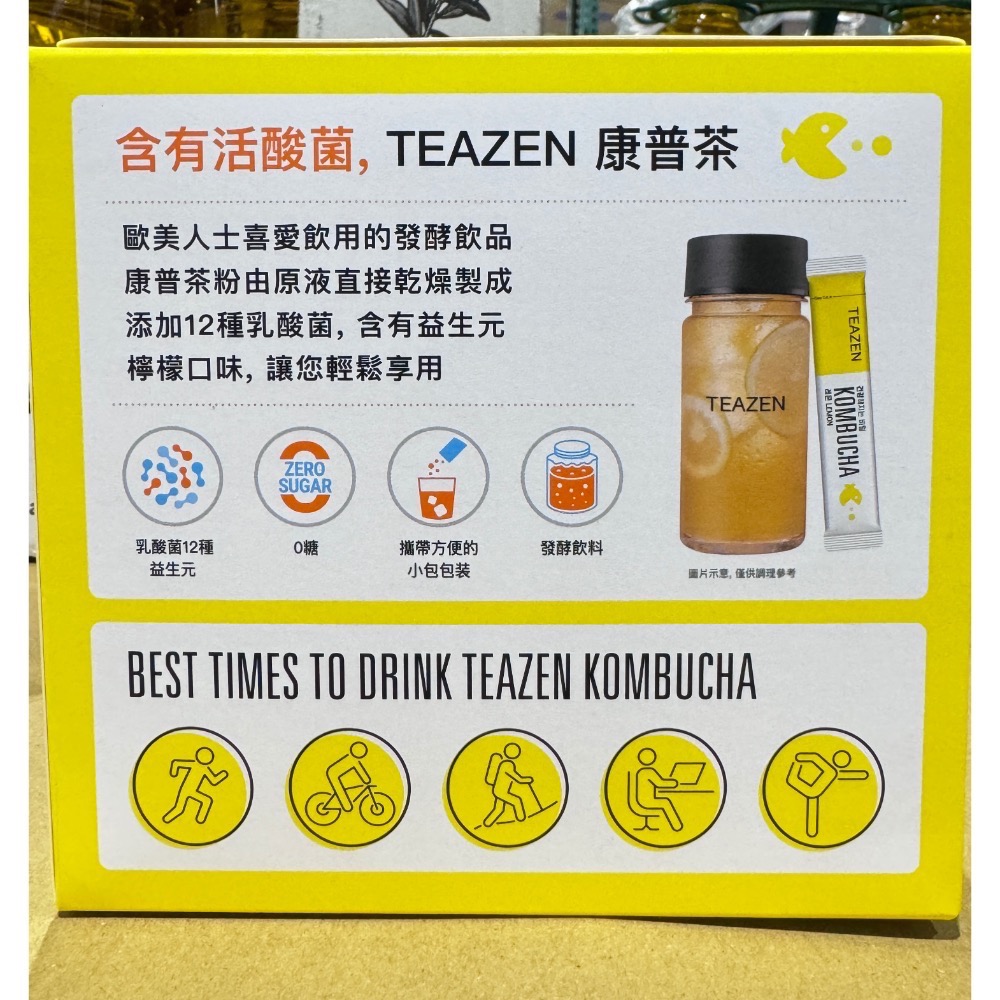 含有活酸菌, TEAZEN 康普茶
歐美人士喜愛飲用的發酵飲品
康普茶粉由原液直接乾燥製成
添加12種乳酸菌, 含有益生元
檸檬口味, 讓您輕鬆享用
TEAZEN
TEAZEN
KOMBUCHA
레몬 LEMON
ZERO
SUGAR
乳酸菌12種
益生元
0糖
攜帶方便的
小包包裝
發酵飲料
圖片示意, 僅供調理參考
BEST TIMES TO DRINK TEAZEN KOMBUCHA